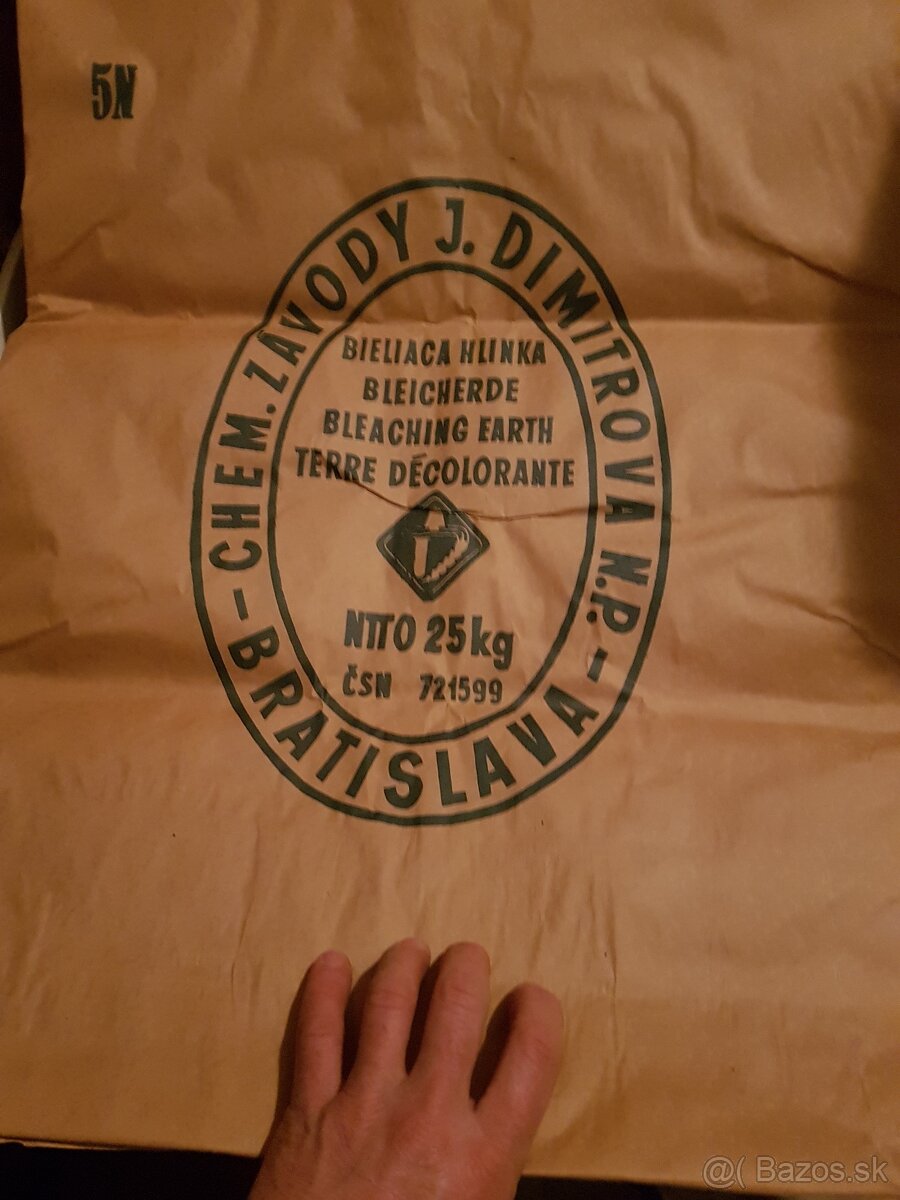 5N
CHEM. ZÁVODY J. DIMITROVA N.P.
BIELIACA HLINKA
BLEICHERDE
BLEACHING EARTH
TERRE DÉCOLORANTE
NTTO 25kg
ČSN 721599
– BRATISLAVA –
@( Bazos.sk